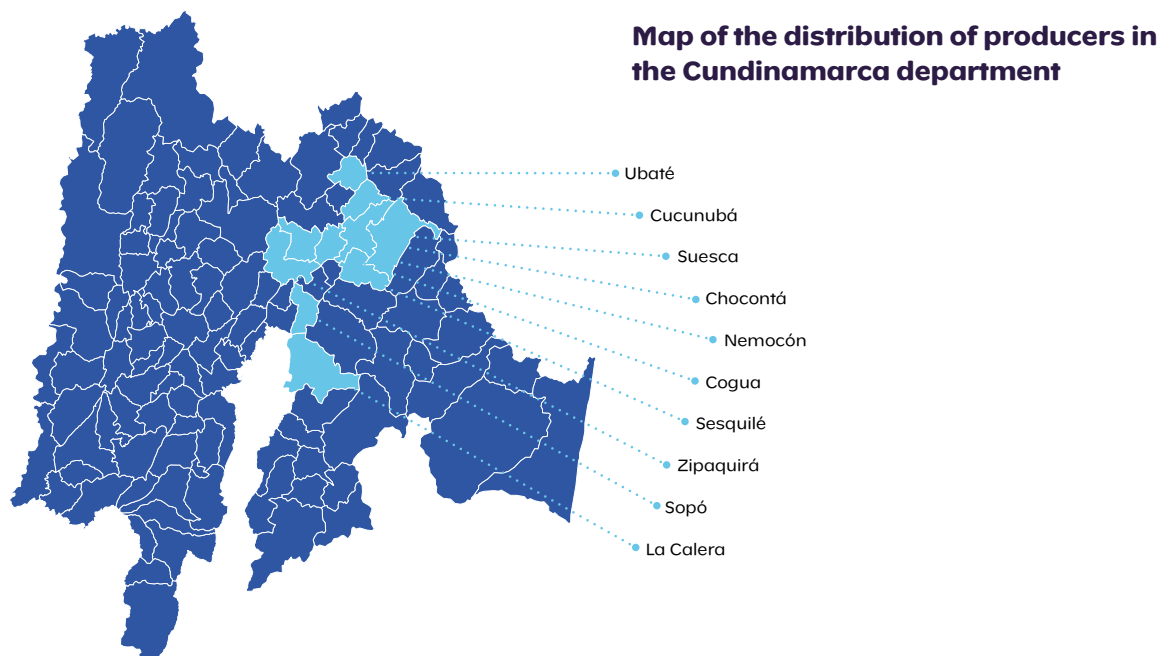 Map of the distribution of producers in
the Cundinamarca department
Ubaté
Cucunubá
Suesca
Chocontá
Nemocón
Cogua
Sesquilé
Zipaquirá
Sopó
La Calera